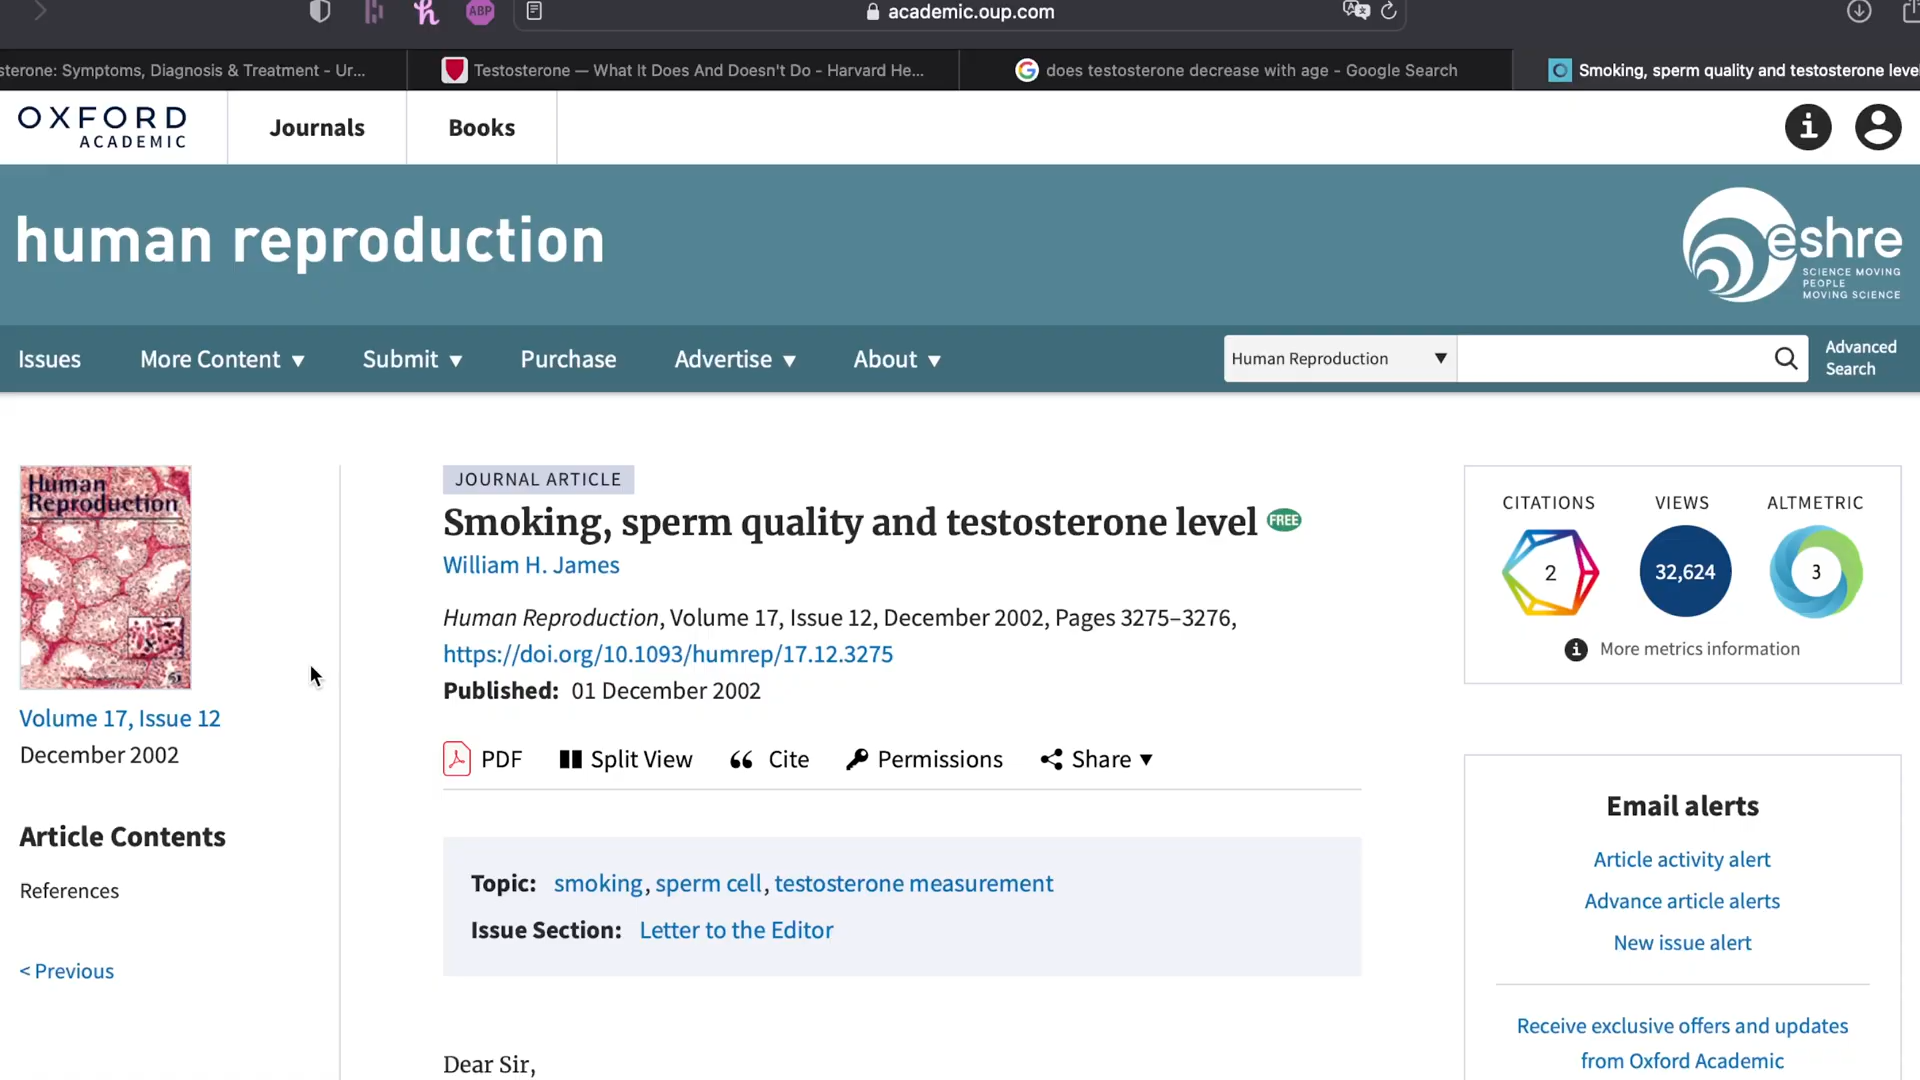 ABP
academic.oup.com
sterone: Symptoms, Diagnosis & Treatment - Ur...
Testosterone — What It Does And Doesn't Do - Harvard He...
does testosterone decrease with age - Google Search
Smoking, sperm quality and testosterone leve
OXFORD
ACADEMIC
Journals
Books
human reproduction
eshre
SCIENCE MOVING
PEOPLE
MOVING SCIENCE
Issues
More Content
Submit
Purchase
Advertise
About
Human Reproduction
Advanced
Search
Human
Reproduction
Volume 17, Issue 12
December 2002
Article Contents
References
< Previous
JOURNAL ARTICLE
Smoking, sperm quality and testosterone level FREE
William H. James
Human Reproduction, Volume 17, Issue 12, December 2002, Pages 3275–3276,
https://doi.org/10.1093/humrep/17.12.3275
Published: 01 December 2002
PDF
Split View
Cite
Permissions
Share
Topic: smoking, sperm cell, testosterone measurement
Issue Section: Letter to the Editor
Dear Sir,
CITATIONS
VIEWS
ALTMETRIC
2
32,624
3
More metrics information
Email alerts
Article activity alert
Advance article alerts
New issue alert
Receive exclusive offers and updates
from Oxford Academic